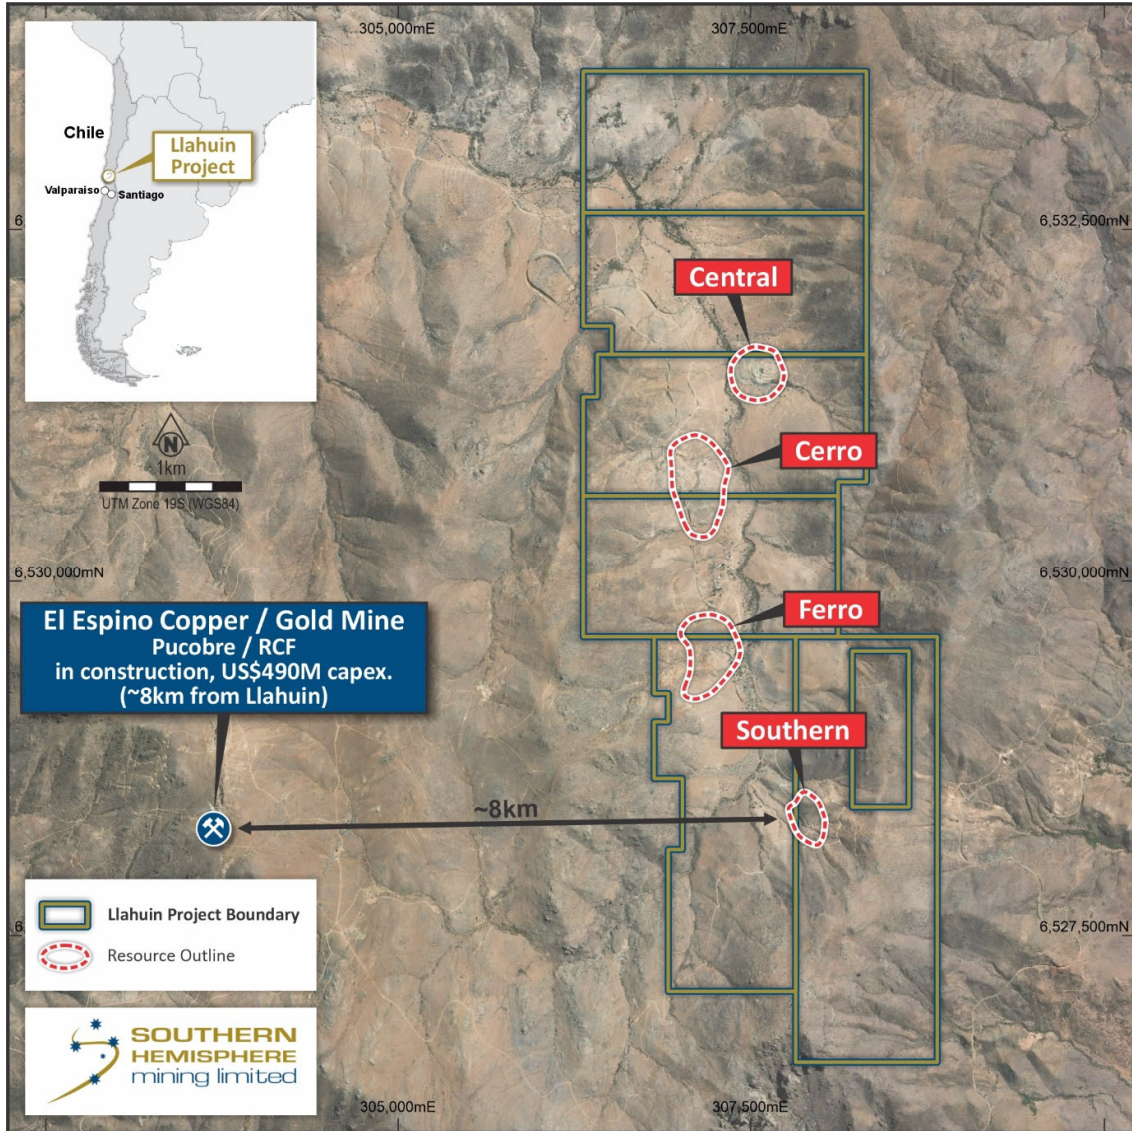 305,000mE
307,500mE
Chile
Llahuin
Project
Valparaiso
Santiago
6
6,532,500mN
Central
N
1km
UTM Zone 19S (WGS84)
Cerro
6,530,000mN
6,530,000mN
El Espino Copper / Gold Mine
Pucobre / RCF
in construction, US$490M capex.
(~8km from Llahuin)
Ferro
Southern
~8km
Llahuin Project Boundary
Resource Outline
6,527,500mN
SOUTHERN
HEMISPHERE
mining limited
305,000mE
307,500mE